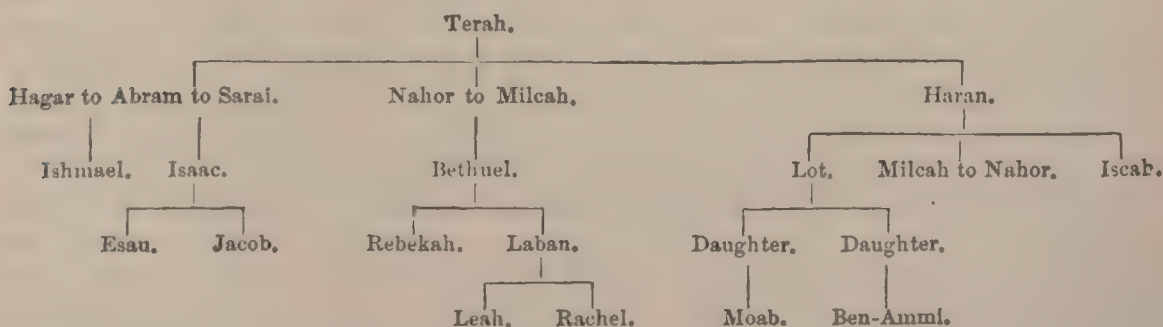 Terah.
Hagar to Abram to Sarai. Nahor to Milcah. Haran.
Ishmael. Isaac. Bethuel. Lot. Milcah to Nahor. Iscah.
Esau. Jacob. Rebekah. Laban. Daughter. Daughter.
Leah. Rachel. Moab. Ben-Ammi.